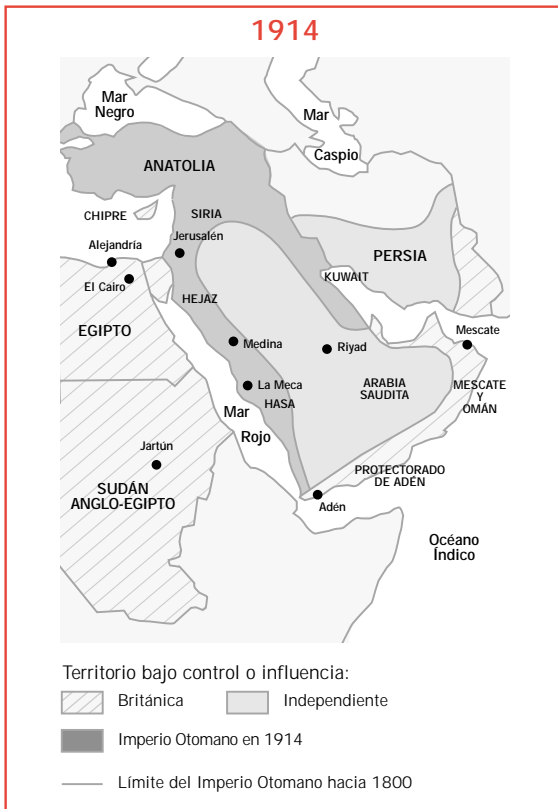 1914
Mar
Negro
Mar
Caspio
ANATOLIA
CHIPRE
SIRIA
Alejandría
Jerusalén
PERSIA
KUWAIT
El Cairo
HEJAZ
EGIPTO
Medina
Riyad
Mescate
La Meca
ARABIA
SAUDITA
MESCATE
Y
OMÁN
HASA
Mar
Rojo
Jartún
PROTECTORADO
DE ADÉN
SUDÁN
ANGLO-EGIPTO
Adén
Océano
Índico
Territorio bajo control o influencia:
Británica
Independiente
Imperio Otomano en 1914
Límite del Imperio Otomano hacia 1800